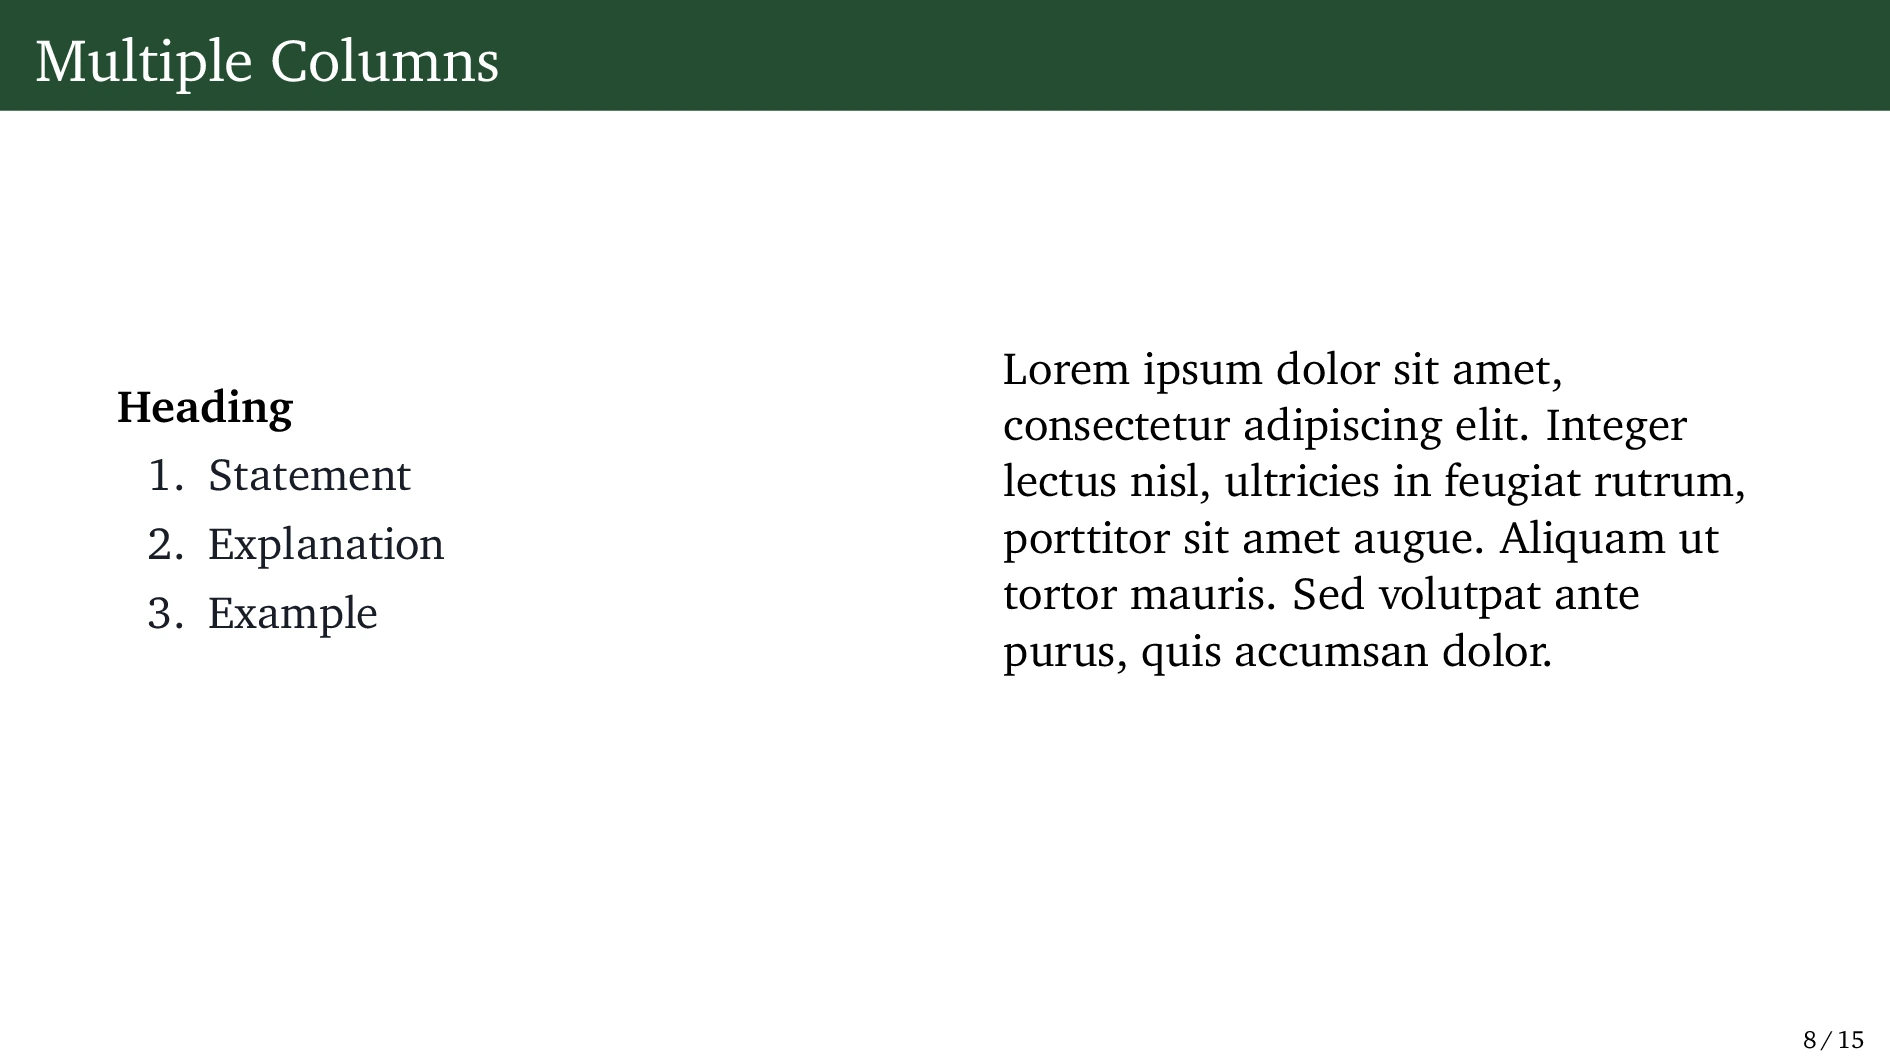 Multiple Columns
Heading
1. Statement
2. Explanation
3. Example
Lorem ipsum dolor sit amet,
consectetur adipiscing elit. Integer
lectus nisl, ultricies in feugiat rutrum,
porttitor sit amet augue. Aliquam ut
tortor mauris. Sed volutpat ante
purus, quis accumsan dolor.
8 / 15